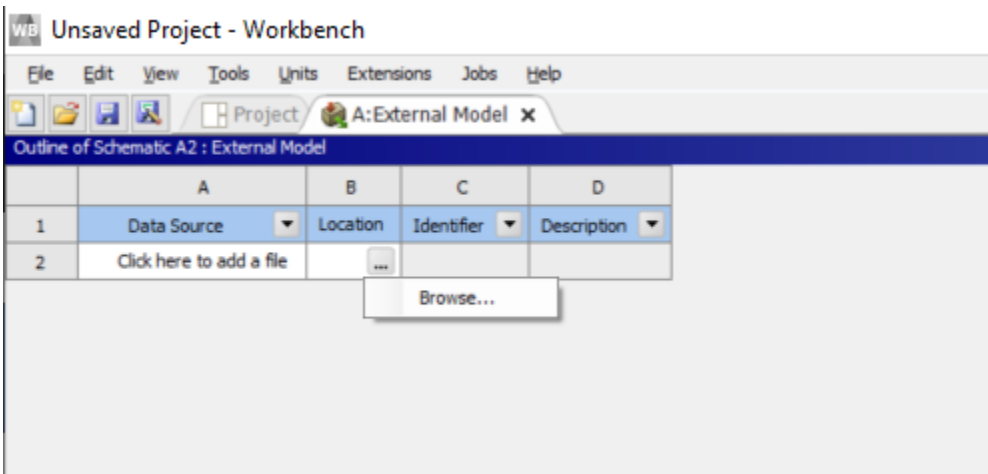 WB Unsaved Project - Workbench
File Edit View Tools Units Extensions Jobs Help
Project A:External Model x
Outline of Schematic A2 : External Model
A B C D
1 Data Source Location Identifier Description
2 Click here to add a file ...
Browse...